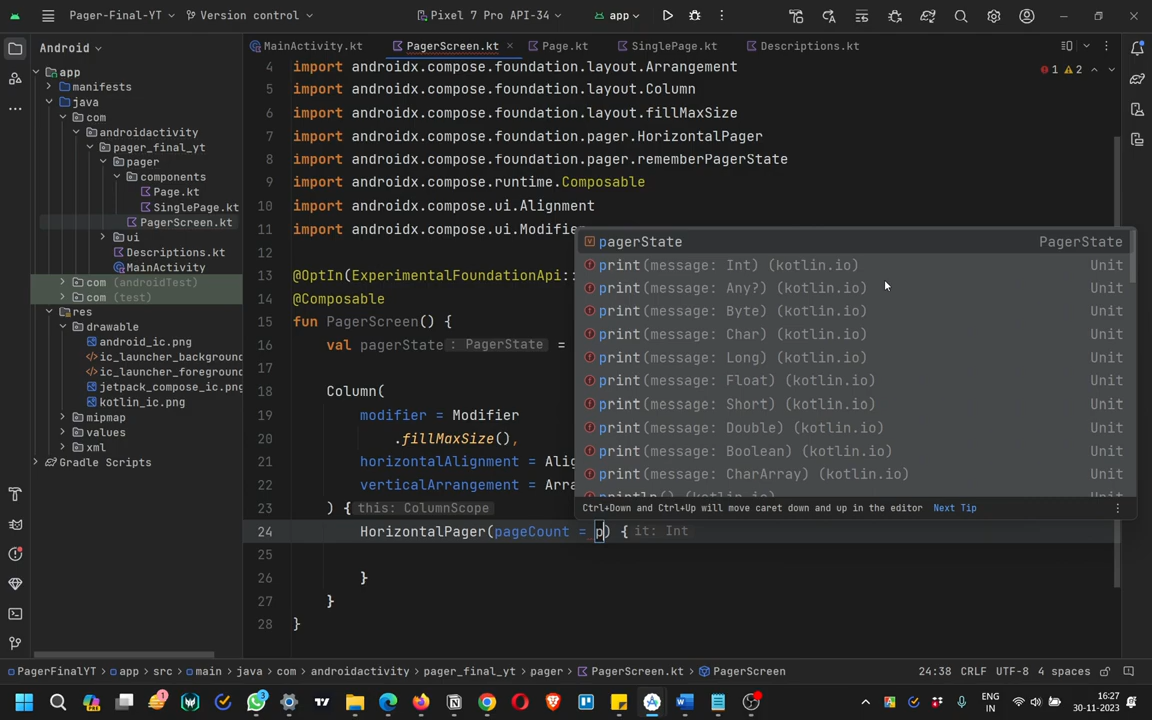 Pager-Final-YT Version control Pixel 7 Pro API-34 app
Android
MainActivity.kt PagerScreen.kt Page.kt SinglePage.kt Descriptions.kt
app
manifests
java
com
androidactivity
pager_final_yt
pager
components
Page.kt
SinglePage.kt
PagerScreen.kt
ui
Descriptions.kt
MainActivity
com (androidTest)
com (test)
res
drawable
android_ic.png
ic_launcher_background
ic_launcher_foreground
jetpack_compose_ic.png
kotlin_ic.png
mipmap
values
xml
Gradle Scripts
1 2
4 import androidx.compose.foundation.layout.Arrangement
5 import androidx.compose.foundation.layout.Column
6 import androidx.compose.foundation.layout.fillMaxSize
7 import androidx.compose.foundation.pager.HorizontalPager
8 import androidx.compose.foundation.pager.rememberPagerState
9 import androidx.compose.runtime.Composable
10 import androidx.compose.ui.Alignment
11 import androidx.compose.ui.Modifier
12
13 @OptIn(ExperimentalFoundationApi::
14 @Composable
15 fun PagerScreen() {
16 val pagerState : PagerState =
17
18 Column(
19 modifier = Modifier
20 .fillMaxSize(),
21 horizontalAlignment = Alig
22 verticalArrangement = Arra
23 ) { this: ColumnScope
24 HorizontalPager(pageCount = p) { it: Int
25
26 }
27 }
28 }
pagerState PagerState
print(message: Int) (kotlin.io) Unit
print(message: Any?) (kotlin.io) Unit
print(message: Byte) (kotlin.io) Unit
print(message: Char) (kotlin.io) Unit
print(message: Long) (kotlin.io) Unit
print(message: Float) (kotlin.io) Unit
print(message: Short) (kotlin.io) Unit
print(message: Double) (kotlin.io) Unit
print(message: Boolean) (kotlin.io) Unit
print(message: CharArray) (kotlin.io) Unit
println() (kotlin.io) Unit
Ctrl+Down and Ctrl+Up will move caret down and up in the editor Next Tip
PagerFinalYT app src main java com androidactivity pager_final_yt pager PagerScreen.kt PagerScreen 24:38 CRLF UTF-8 4 spaces
ENG 16:27
IN 30-11-2023